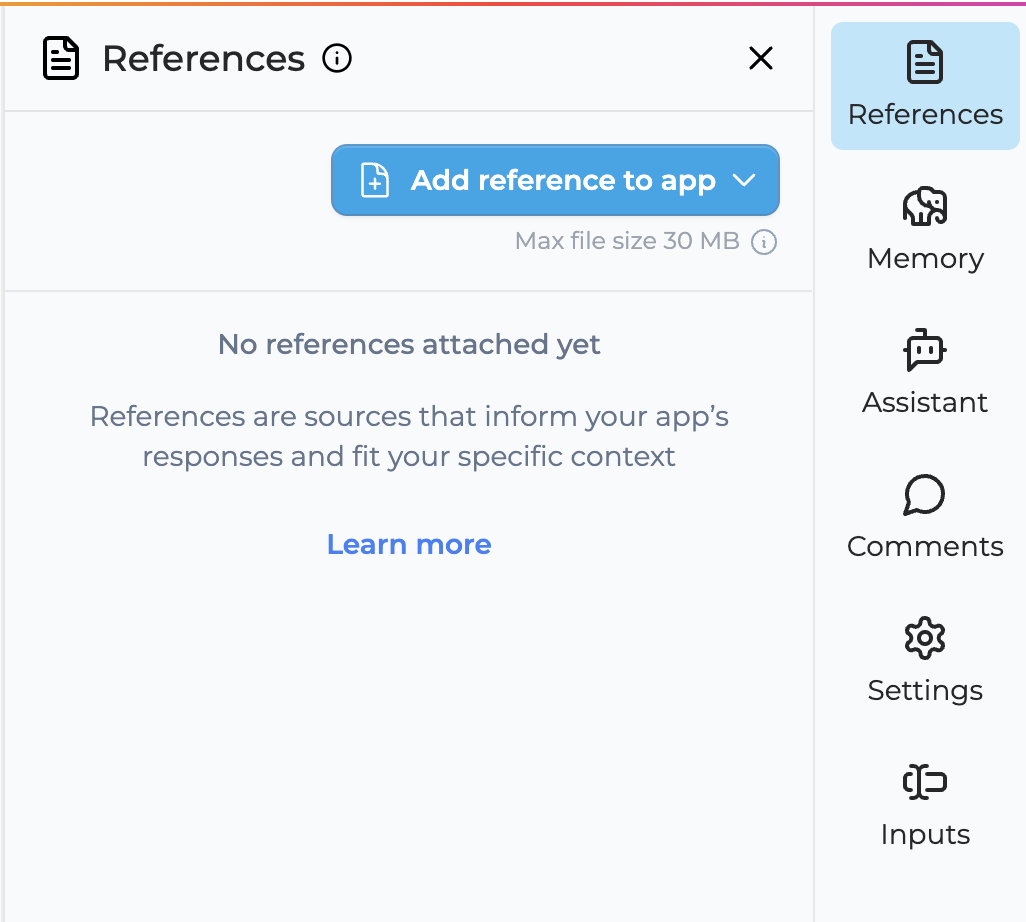 References
Add reference to app
Max file size 30 MB
No references attached yet
References are sources that inform your app’s
responses and fit your specific context
Learn more
References
Memory
Assistant
Comments
Settings
Inputs